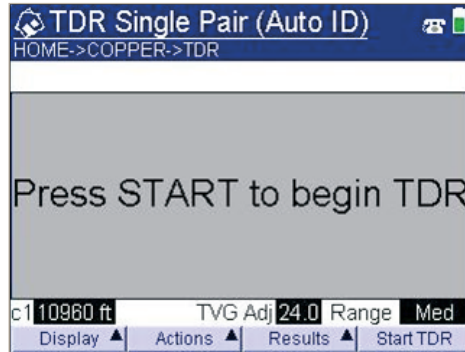 TDR Single Pair (Auto ID)
HOME->COPPER->TDR
Press START to begin TDR
c1 10960 ft TVG Adj 24.0 Range Med
Display ▲ Actions ▲ Results ▲ Start TDR